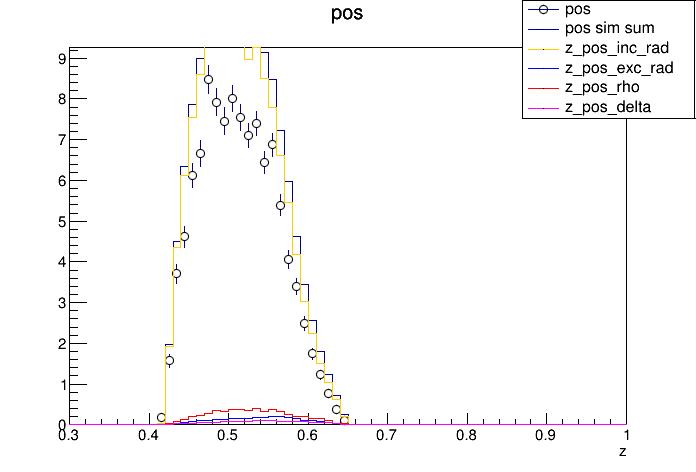 pos
pos
pos sim sum
z_pos_inc_rad
z_pos_exc_rad
z_pos_rho
z_pos_delta
9
8
7
6
5
4
3
2
1
0
0.3 0.4 0.5 0.6 0.7 0.8 0.9 1
z